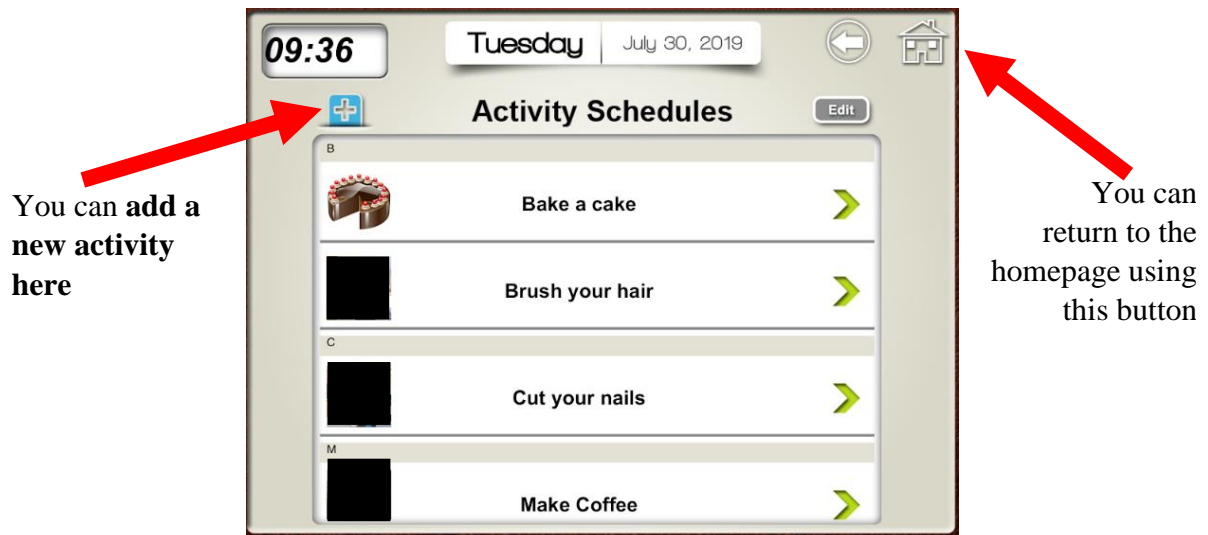 09:36
Tuesday
July 30, 2019
Activity Schedules
Edit
B
Bake a cake
Brush your hair
C
Cut your nails
M
Make Coffee
You can add a
new activity
here
You can
return to the
homepage using
this button